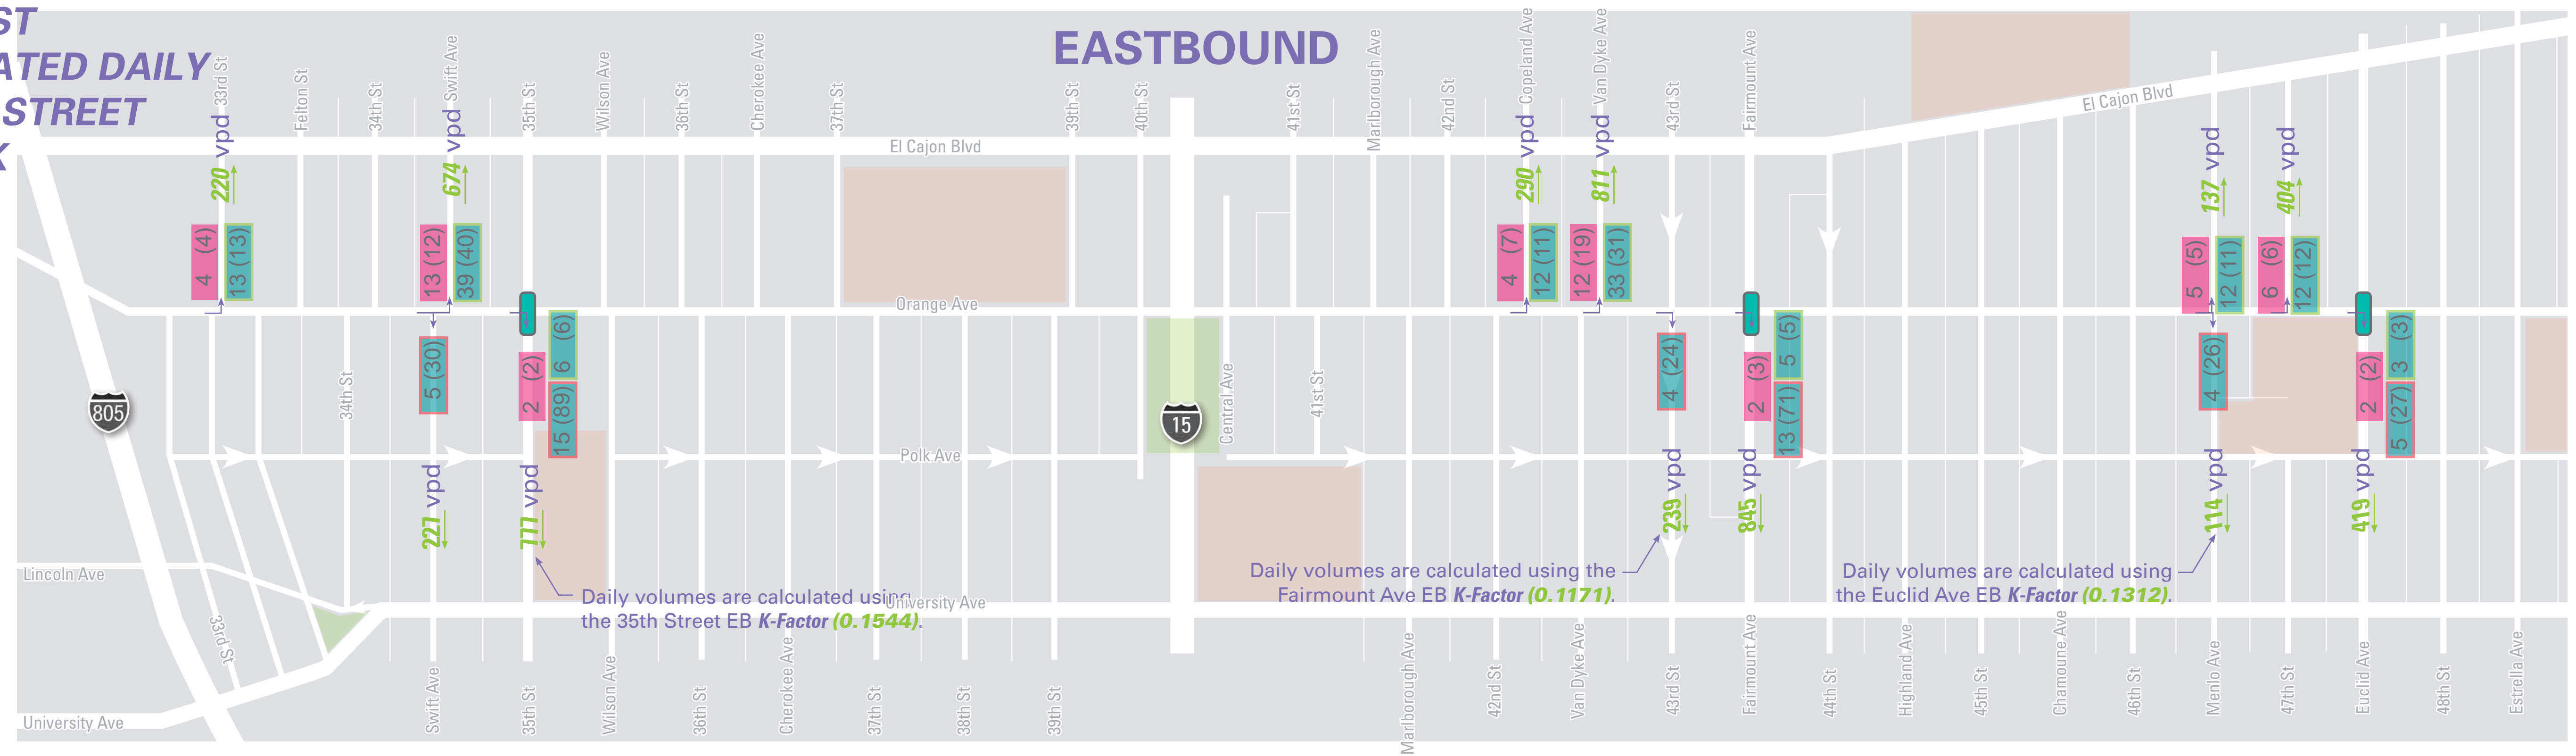 ST
ATED DAILY
STREET
K
EASTBOUND
33rd St
Felton St
34th St
Swift Ave
35th St
Wilson Ave
36th St
Cherokee Ave
37th St
39th St
40th St
41st St
Marlborough Ave
42nd St
Copeland Ave
Van Dyke Ave
43rd St
Fairmount Ave
El Cajon Blvd
El Cajon Blvd
220 vpd
674 vpd
290 vpd
811 vpd
137 vpd
404 vpd
4 (4)
13 (13)
13 (12)
39 (40)
4 (7)
12 (11)
12 (19)
33 (31)
5 (5)
12 (11)
6 (6)
12 (12)
Orange Ave
5 (30)
2 (2)
6 (6)
15 (89)
4 (24)
2 (3)
5 (5)
13 (71)
4 (26)
2 (2)
3 (3)
5 (27)
805
34th St
15
Central Ave
41st St
Polk Ave
227 vpd
777 vpd
239 vpd
845 vpd
114 vpd
419 vpd
Lincoln Ave
Daily volumes are calculated using
the 35th Street EB K-Factor (0.1544).
University Ave
Daily volumes are calculated using the
Fairmount Ave EB K-Factor (0.1171).
Daily volumes are calculated using
the Euclid Ave EB K-Factor (0.1312).
33rd St
University Ave
Swift Ave
35th St
Wilson Ave
36th St
Cherokee Ave
37th St
38th St
39th St
Marlborough Ave
42nd St
Van Dyke Ave
43rd St
Fairmount Ave
44th St
Highland Ave
45th St
Chamoune Ave
46th St
Menlo Ave
47th St
Euclid Ave
48th St
Estrella Ave